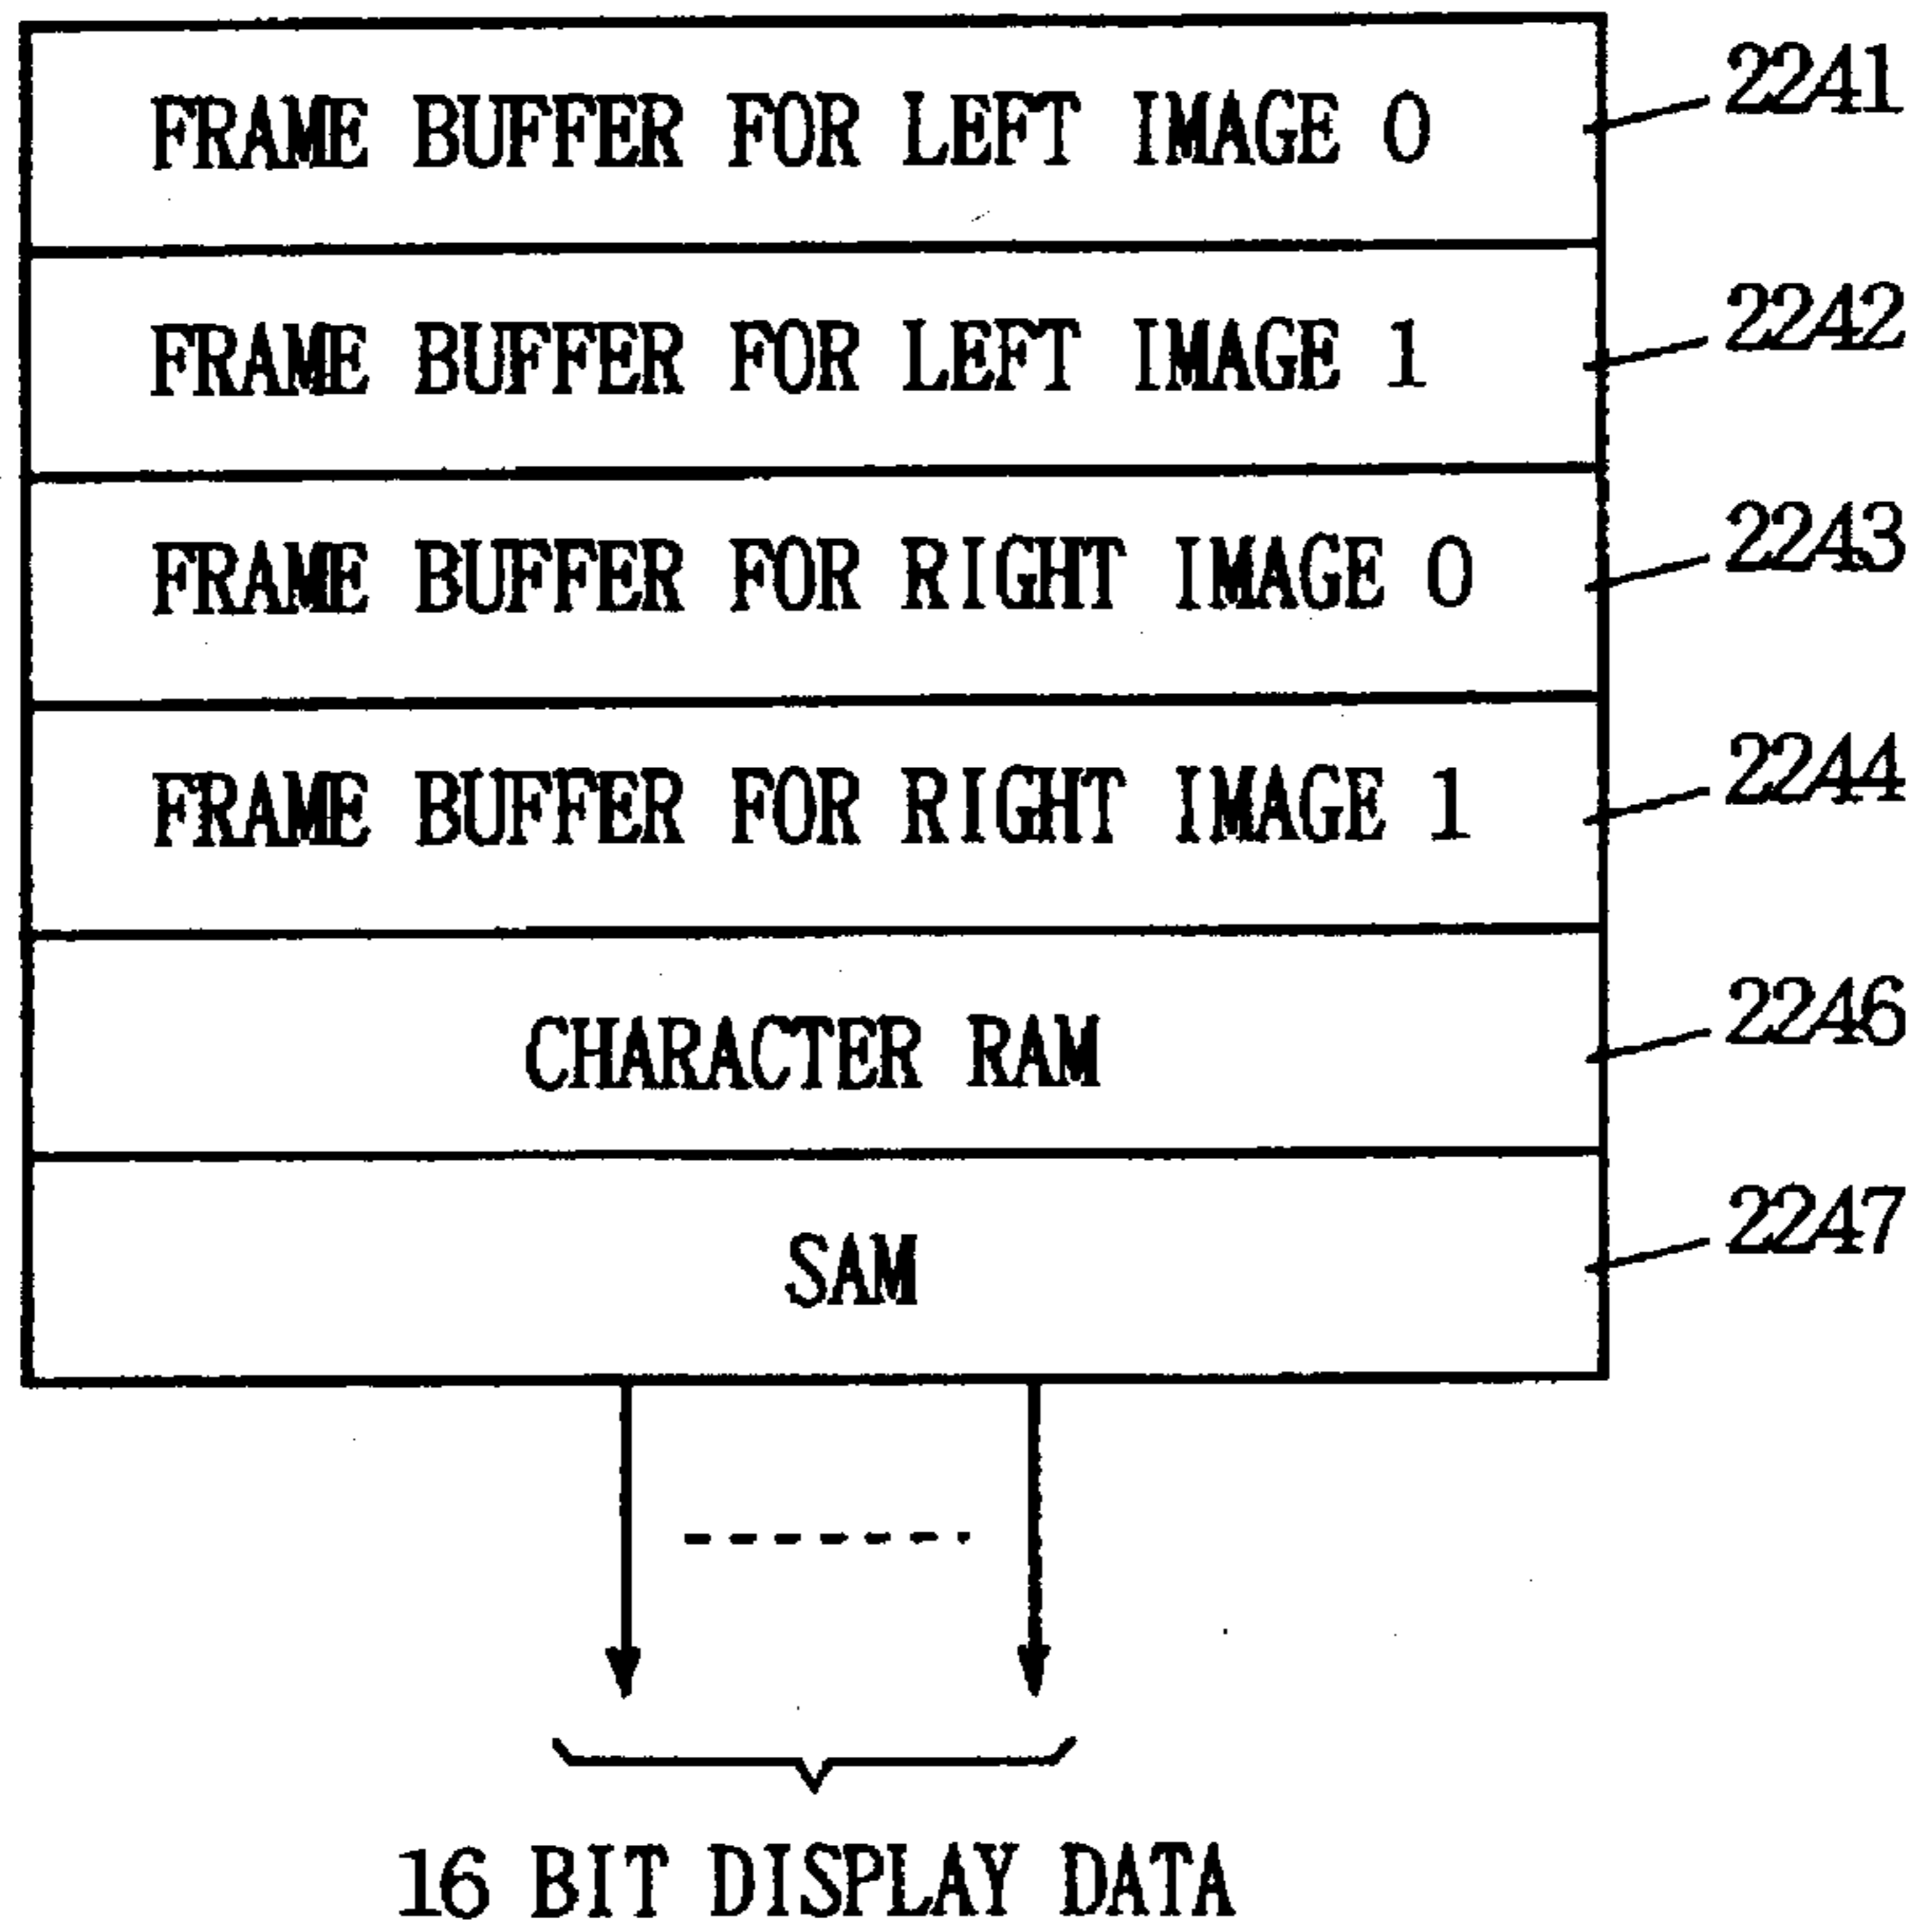 FRAME BUFFER FOR LEFT IMAGE 0 2241
FRAME BUFFER FOR LEFT IMAGE 1 2242
FRAME BUFFER FOR RIGHT IMAGE 0 2243
FRAME BUFFER FOR RIGHT IMAGE 1 2244
CHARACTER RAM 2246
SAM 2247
16 BIT DISPLAY DATA